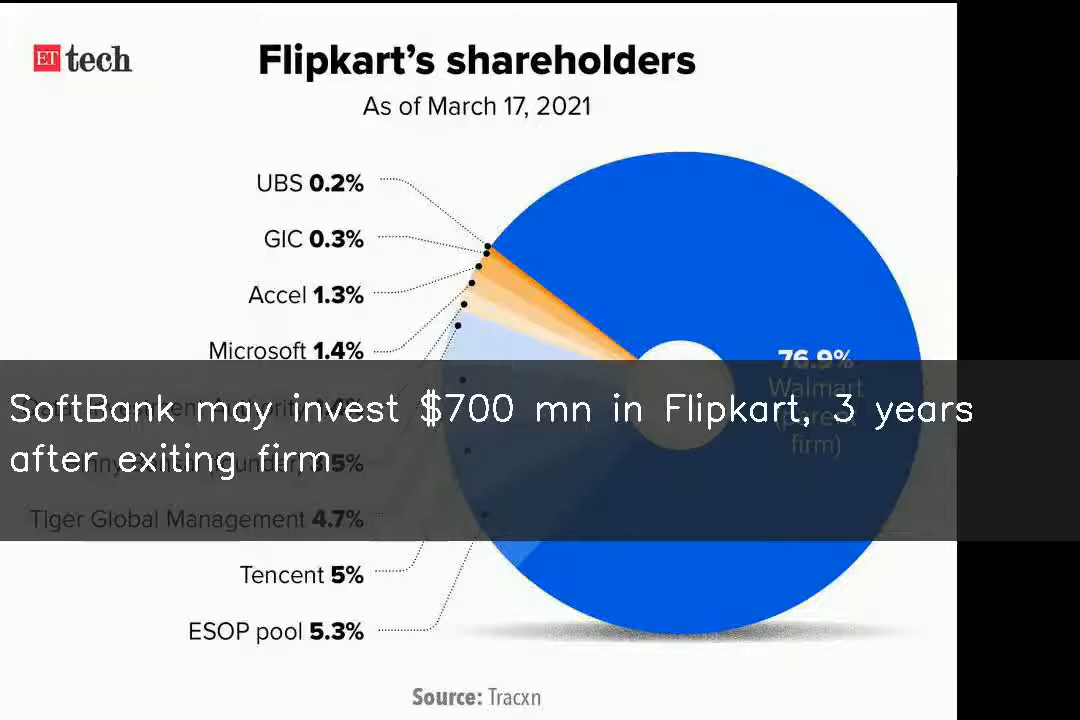 ET tech
Flipkart’s shareholders
As of March 17, 2021
UBS 0.2%
GIC 0.3%
Accel 1.3%
Microsoft 1.4%
76.9%
Walmart
(parent
firm)
SoftBank may invest $700 mn in Flipkart, 3 years
after exiting firm
Tiger Global Management 4.7%
Tencent 5%
ESOP pool 5.3%
Source: Tracxn